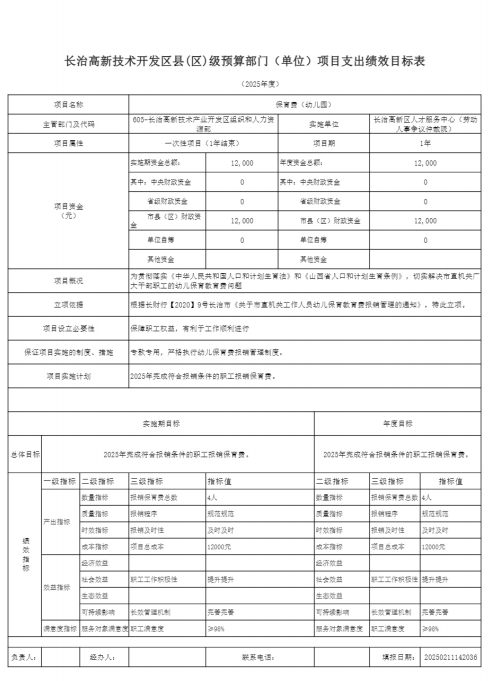 长治高新技术开发区县(区)级预算部门（单位）项目支出绩效目标表
（2025年度）
项目名称 保育费（幼儿园）
主管部门及代码 605-长治高新技术产业开发区组织和人力资源部 实施单位 长治高新区人才服务中心（劳动人事争议仲裁院）
项目属性 一次性项目（1年结束） 项目期 1年
项目资金（元） 实施期资金总额： 12,000 年度资金总额： 12,000
其中：中央财政资金 0 其中：中央财政资金 0
省级财政资金 0 省级财政资金 0
市县（区）财政资金 12,000 市县（区）财政资金 12,000
单位自筹 0 单位自筹 0
其他资金 其他资金
项目概况 为贯彻落实《中华人民共和国人口和计划生育法》和《山西省人口和计划生育条例》，切实解决市直机关广大干部职工的幼儿保育教育费问题
立项依据 根据长财行【2020】9号长治市《关于市直机关工作人员幼儿保育教育费报销管理的通知》，特此立项。
项目设立必要性 保障职工权益，有利于工作顺利进行
保证项目实施的制度、措施 专款专用，严格执行幼儿保育费报销管理制度。
项目实施计划 2025年完成符合报销条件的职工报销保育费。
实施期目标 年度目标
总体目标 2025年完成符合报销条件的职工报销保育费。 2025年完成符合报销条件的职工报销保育费。
绩效指标 一级指标 二级指标 三级指标 指标值 二级指标 三级指标 指标值
产出指标 数量指标 报销保育费总数 4人 数量指标 报销保育费总数 4人
质量指标 报销程序 规范规范 质量指标 报销程序 规范规范
时效指标 报销及时性 及时及时 时效指标 报销及时性 及时及时
成本指标 项目总成本 12000元 成本指标 项目总成本 12000元
效益指标 经济效益 经济效益
社会效益 职工工作积极性 提升提升 社会效益 职工工作积极性 提升提升
生态效益 生态效益
可持续影响 长效管理机制 完善完善 可持续影响 长效管理机制 完善完善
满意度指标 服务对象满意度 职工满意度 ≥98% 服务对象满意度 职工满意度 ≥98%
负责人： 经办人： 联系电话： 填报日期： 20250211142036